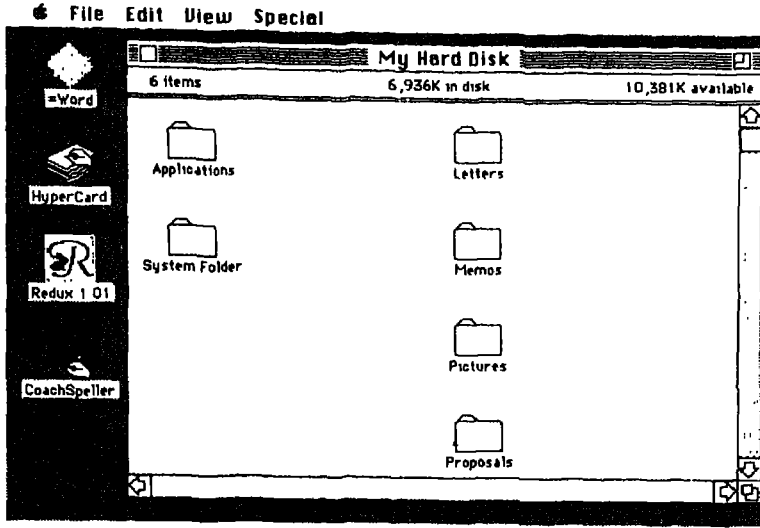 File Edit View Special
My Hard Disk
6 items 6,936K in disk 10,381K available
=Word
HyperCard
Redux 1 01
CoachSpeller
Applications
System Folder
Letters
Memos
Pictures
Proposals